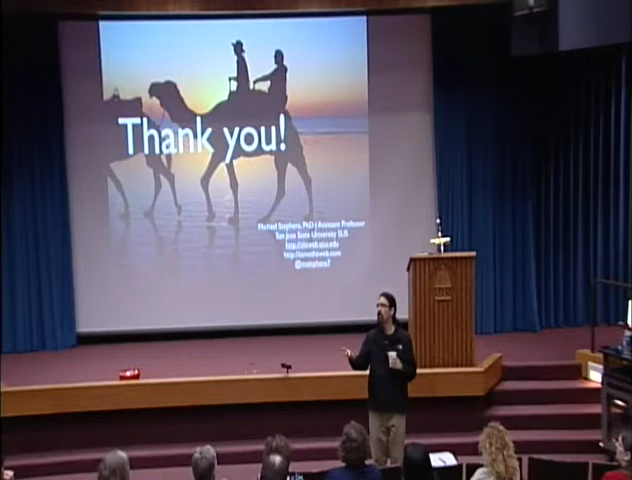 Thank you!
Michael Stephens, PhD | Assistant Professor
San Jose State University SLIS
http://slisweb.sjsu.edu
http://tametheweb.com
@mstephens7